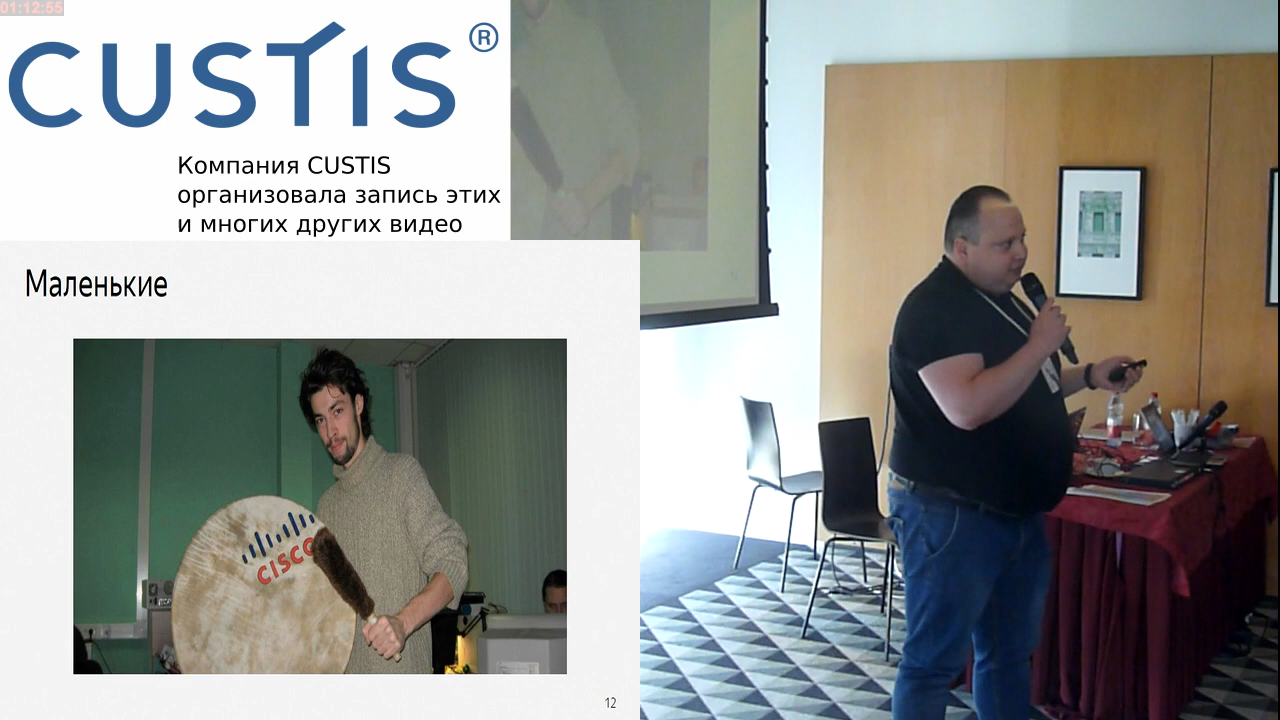 01:12:55
CUSTIS®
Компания CUSTIS
организовала запись этих
и многих других видео
Маленькие
CISCO
12